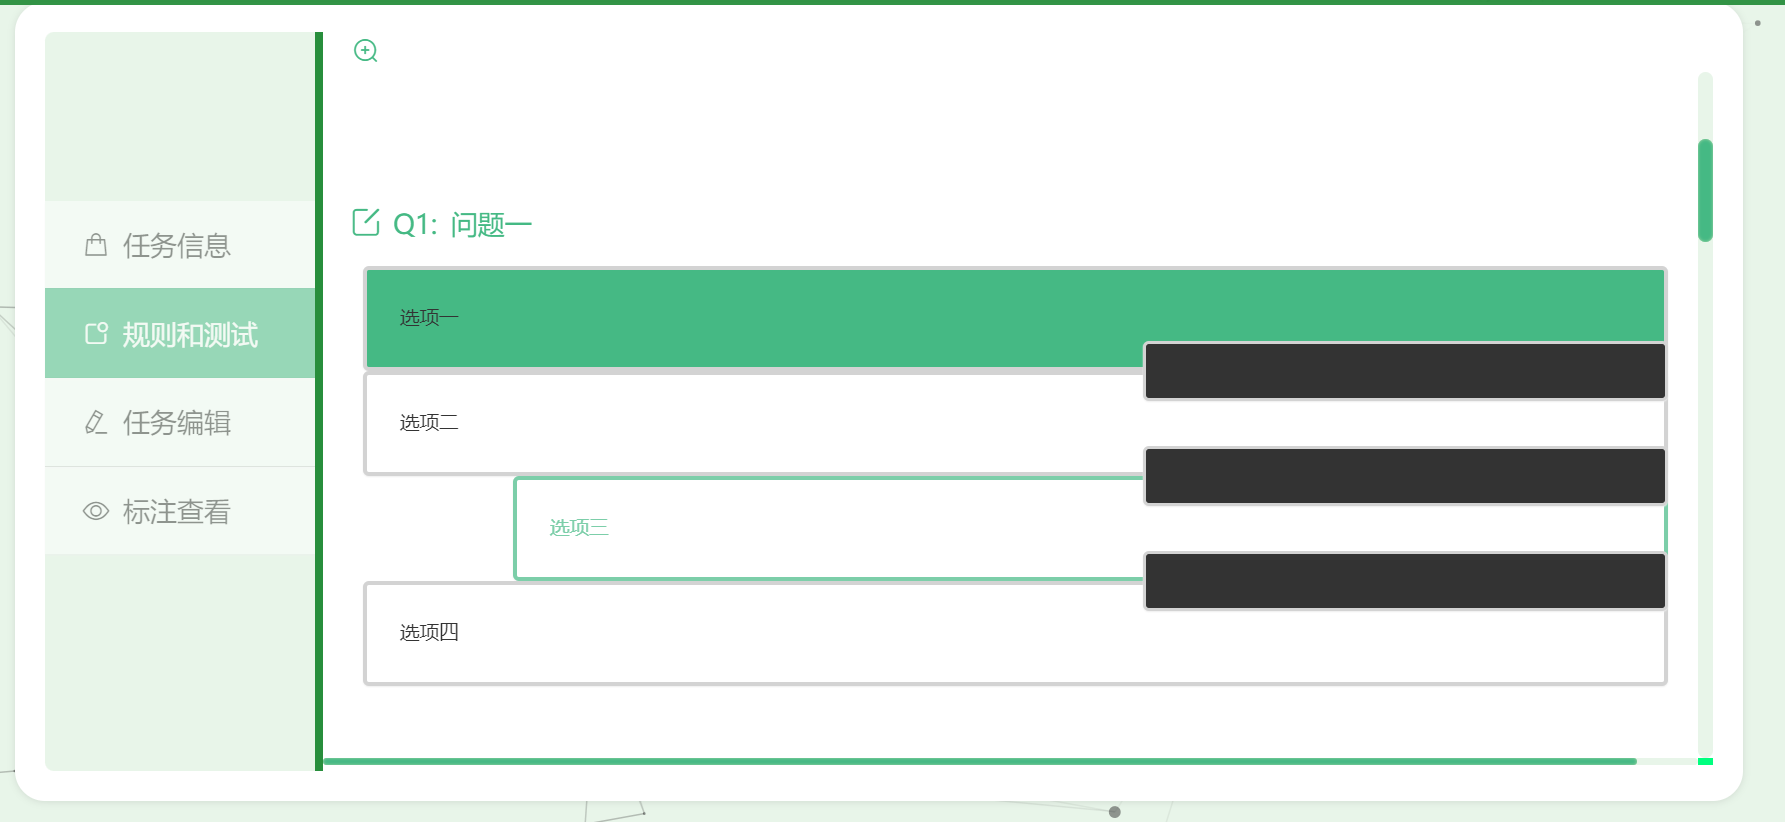 任务信息
规则和测试
任务编辑
标注查看
Q1: 问题一
选项一
选项二
选项三
选项四